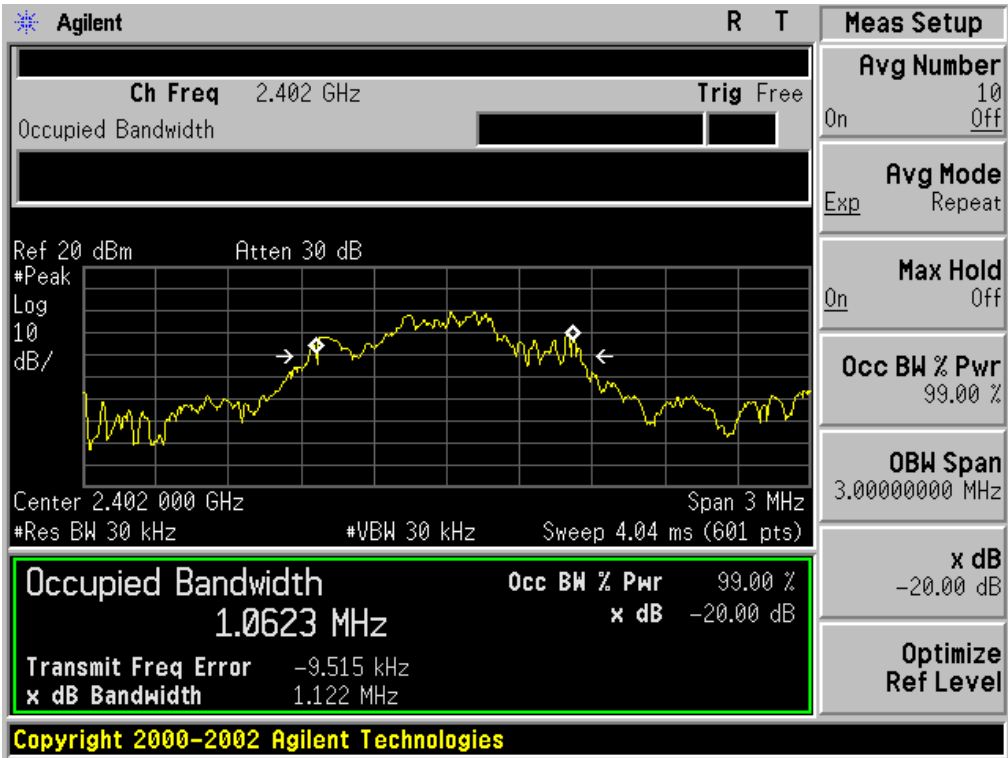 Agilent R T
Ch Freq 2.402 GHz Trig Free
Occupied Bandwidth
Ref 20 dBm Atten 30 dB
#Peak
Log
10
dB/
Center 2.402 000 GHz Span 3 MHz
#Res BW 30 kHz #VBW 30 kHz Sweep 4.04 ms (601 pts)
Occupied Bandwidth Occ BW % Pwr 99.00 %
1.0623 MHz x dB -20.00 dB
Transmit Freq Error -9.515 kHz
x dB Bandwidth 1.122 MHz
Copyright 2000-2002 Agilent Technologies
Meas Setup
Avg Number
10
On Off
Avg Mode
Exp Repeat
Max Hold
On Off
Occ BW % Pwr
99.00 %
OBW Span
3.00000000 MHz
x dB
-20.00 dB
Optimize
Ref Level